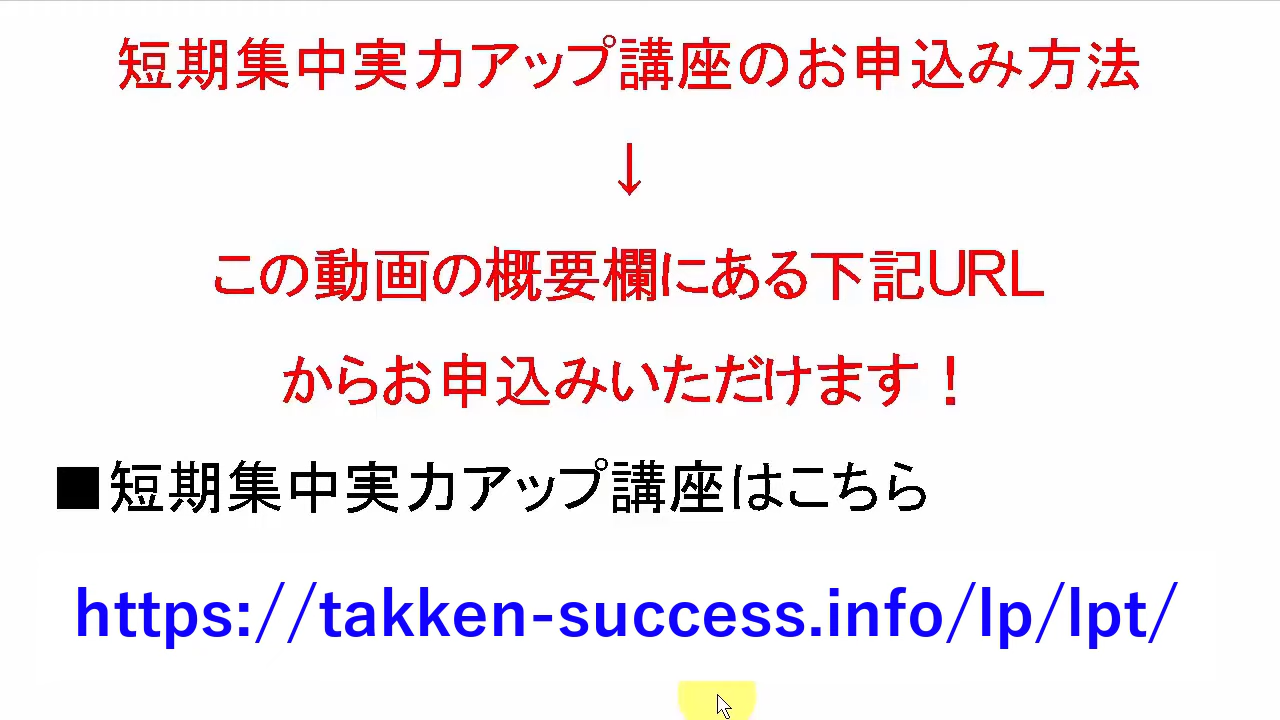 短期集中実力アップ講座のお申込み方法
↓
この動画の概要欄にある下記URL
からお申込みいただけます！
■短期集中実力アップ講座はこちら
https://takken-success.info/lp/lpt/